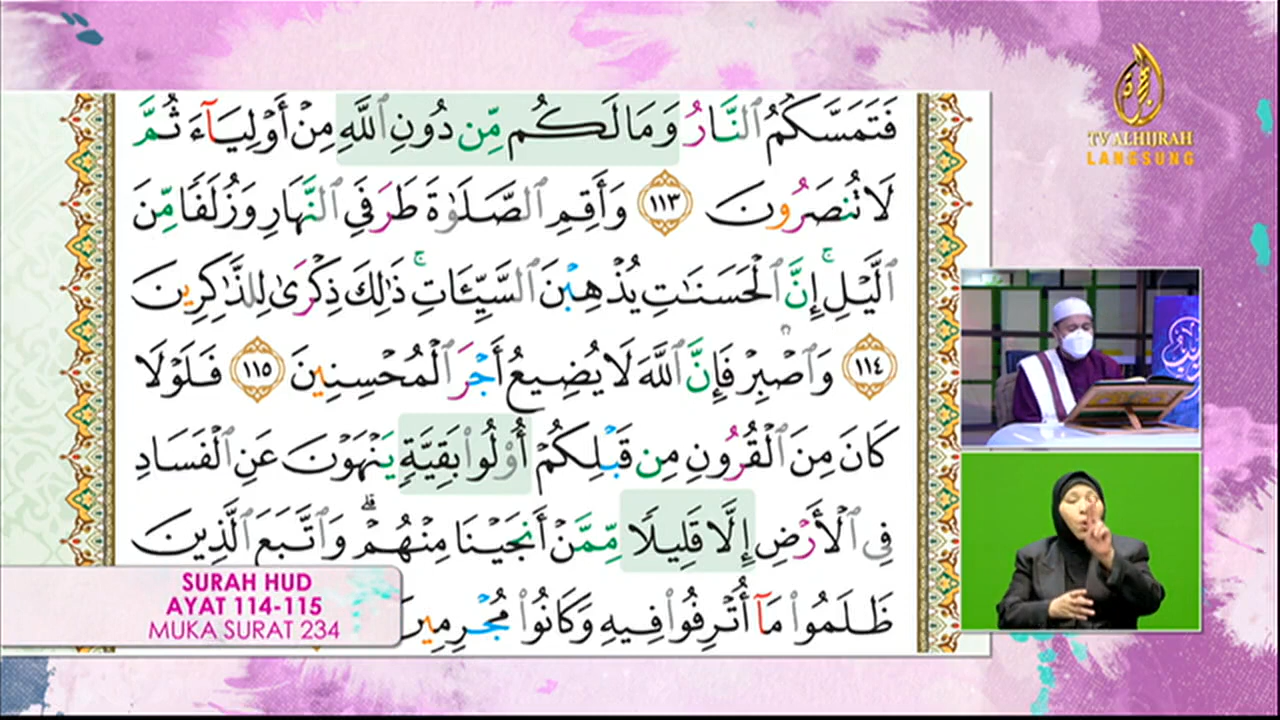 فَتَمَسَّكُمُ ٱلنَّارُ وَمَا لَكُم مِّن دُونِ ٱللَّهِ مِنْ أَوْلِيَآءَ ثُمَّ
لَا تُنصَرُونَ ١١٣ وَأَقِمِ ٱلصَّلَوٰةَ طَرَفَىِ ٱلنَّهَارِ وَزُلَفًا مِّنَ
ٱلَّيْلِ ۚ إِنَّ ٱلْحَسَنَٰتِ يُذْهِبْنَ ٱلسَّيِّـَٔاتِ ۚ ذَٰلِكَ ذِكْرَىٰ لِلذَّٰكِرِينَ
١١٤ وَٱصْبِرْ فَإِنَّ ٱللَّهَ لَا يُضِيعُ أَجْرَ ٱلْمُحْسِنِينَ ١١٥ فَلَوْلَا
كَانَ مِنَ ٱلْقُرُونِ مِن قَبْلِكُمْ أُو۟لُوا۟ بَقِيَّةٍ يَنْهَوْنَ عَنِ ٱلْفَسَادِ
فِى ٱلْأَرْضِ إِلَّا قَلِيلًا مِّمَّنْ أَنجَيْنَا مِنْهُمْ ۗ وَٱتَّبَعَ ٱلَّذِينَ
ظَلَمُوا۟ مَآ أُتْرِفُوا۟ فِيهِ وَكَانُوا۟ مُجْرِمِينَ
TV ALHIJRAH
LANGSUNG
SURAH HUD
AYAT 114-115
MUKA SURAT 234